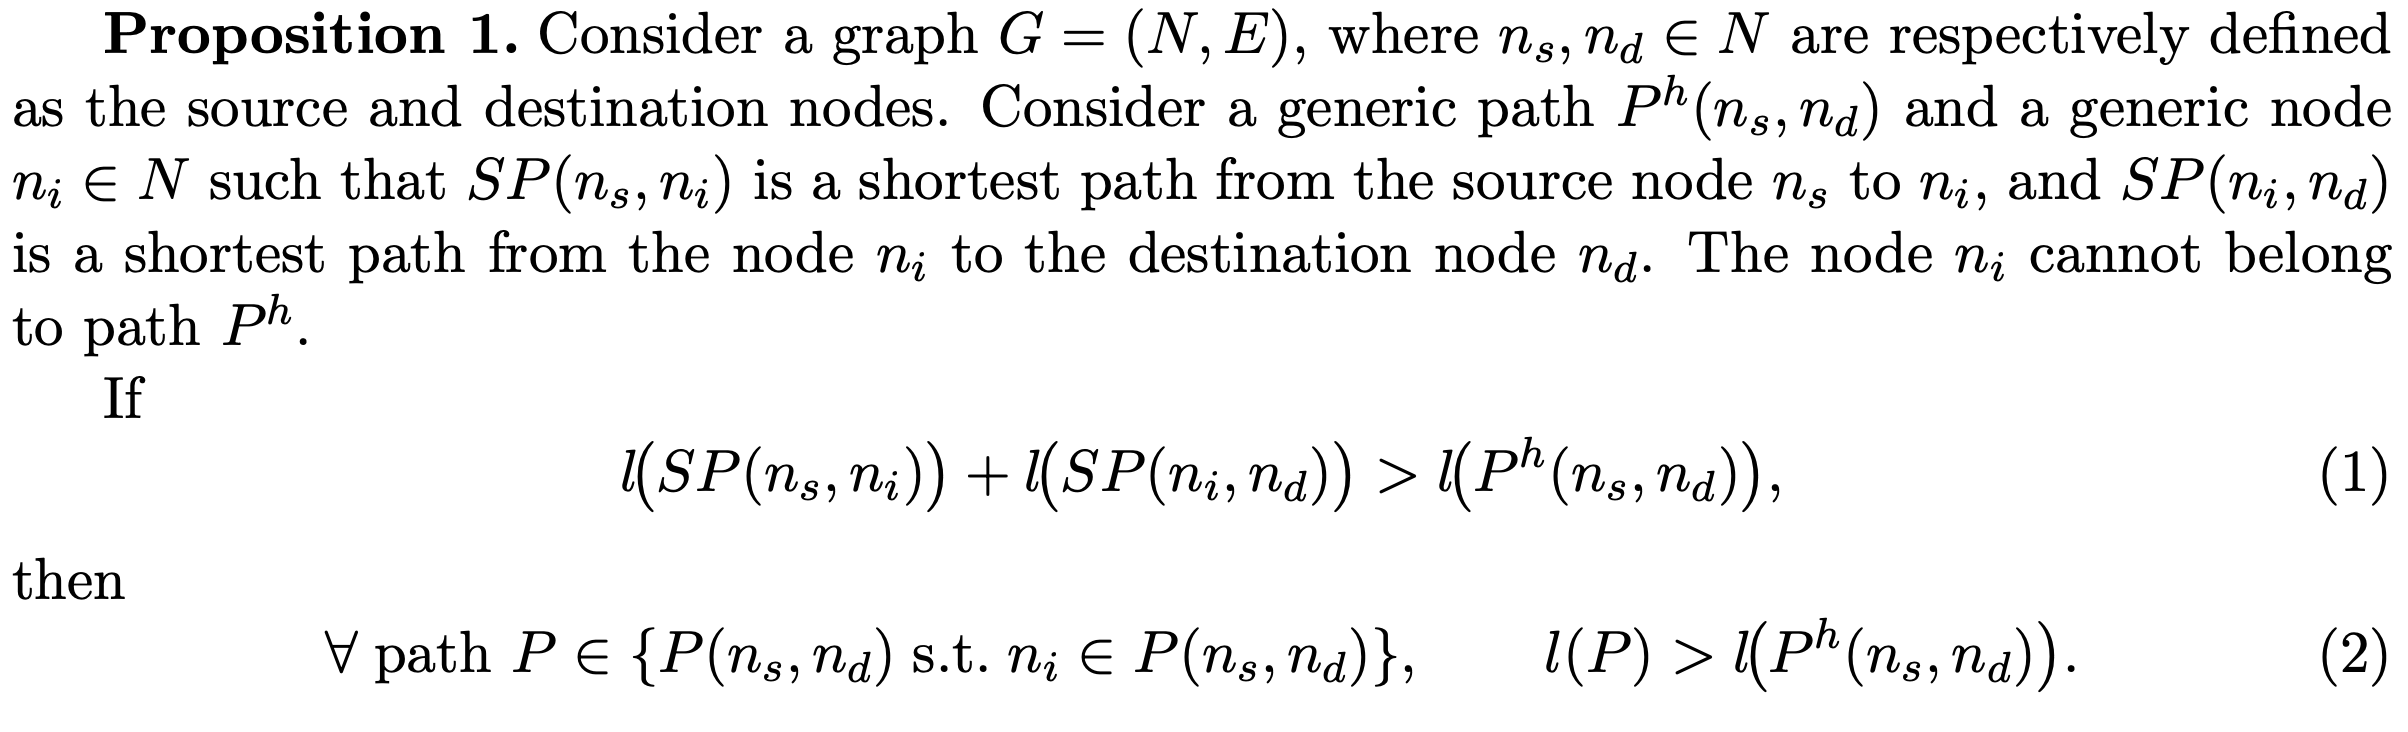 Proposition 1. Consider a graph G = (N, E), where n_s, n_d ∈ N are respectively defined
as the source and destination nodes. Consider a generic path P^h(n_s, n_d) and a generic node
n_i ∈ N such that SP(n_s, n_i) is a shortest path from the source node n_s to n_i, and SP(n_i, n_d)
is a shortest path from the node n_i to the destination node n_d. The node n_i cannot belong
to path P^h.
If
l(SP(n_s, n_i)) + l(SP(n_i, n_d)) > l(P^h(n_s, n_d)), (1)
then
∀ path P ∈ {P(n_s, n_d) s.t. n_i ∈ P(n_s, n_d)}, l(P) > l(P^h(n_s, n_d)). (2)